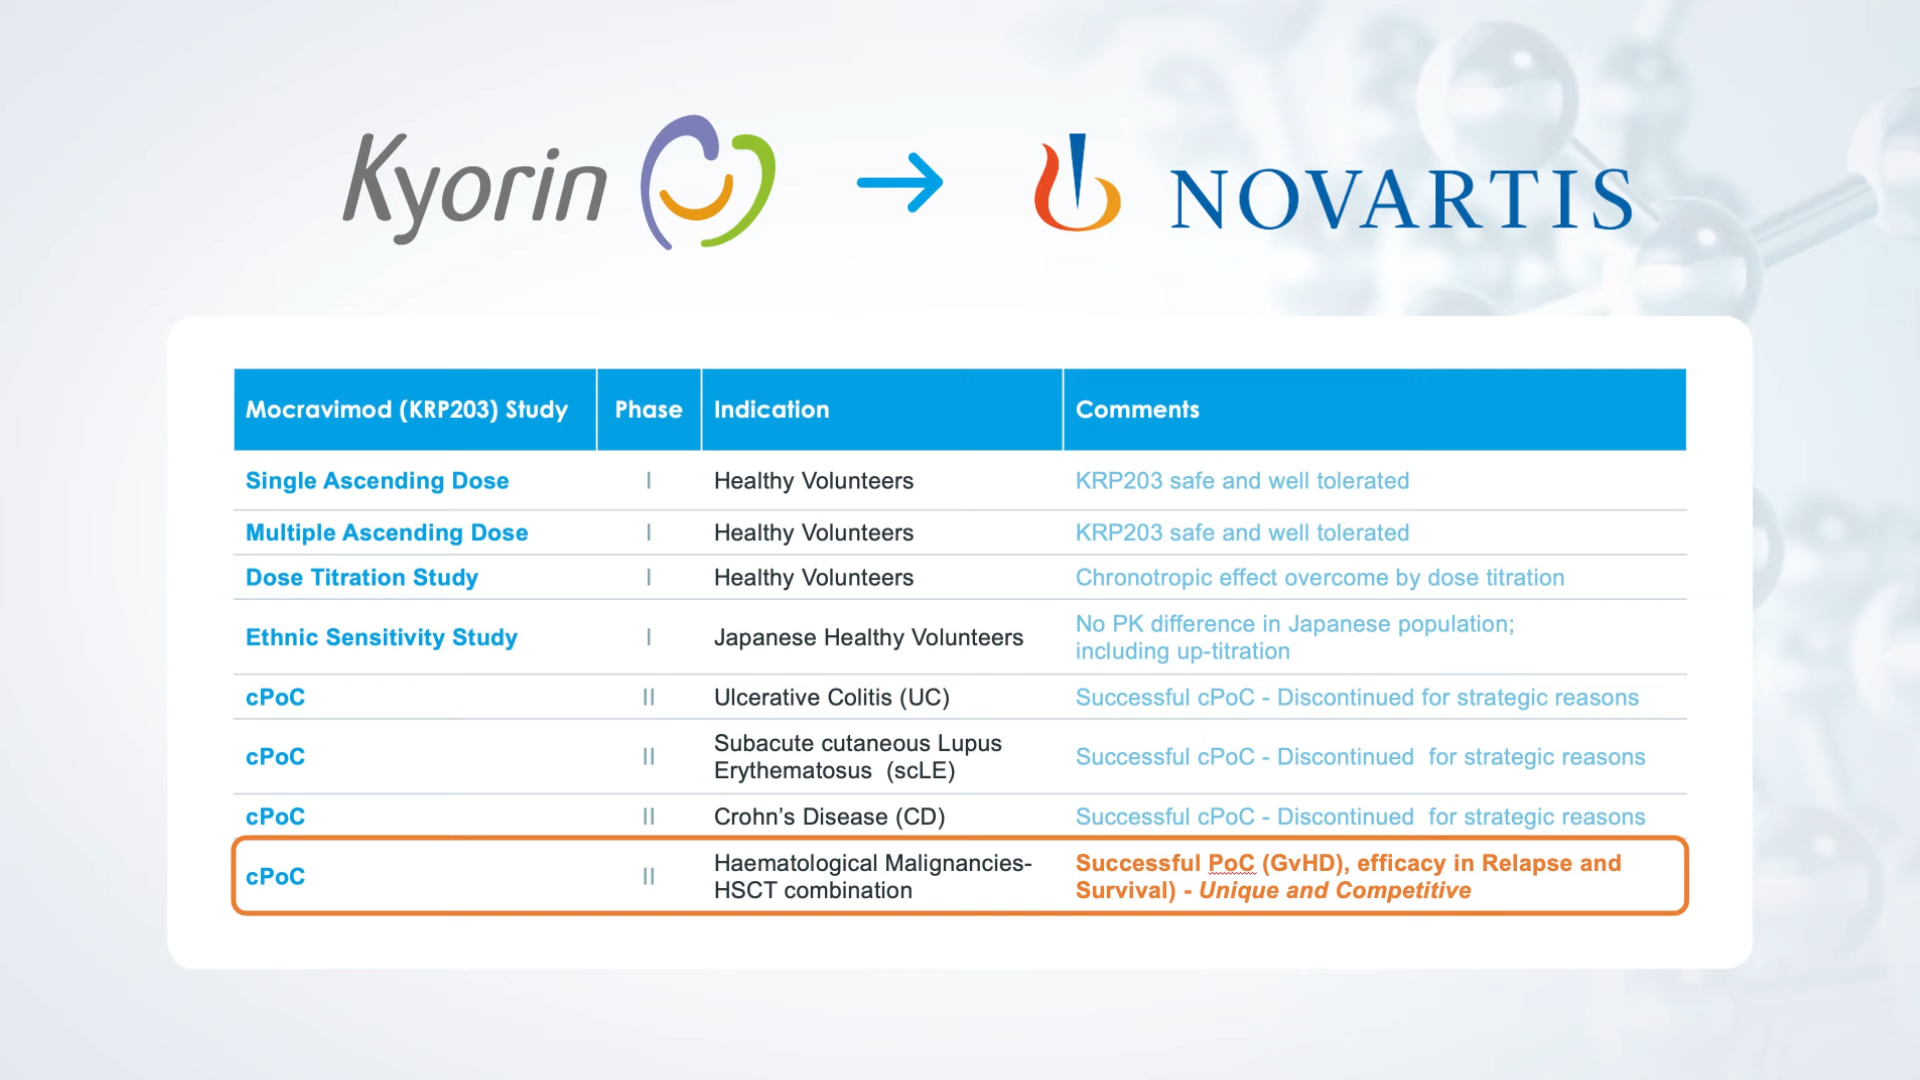 Kyorin
NOVARTIS
Mocravimod (KRP203) Study Phase Indication Comments
Single Ascending Dose I Healthy Volunteers KRP203 safe and well tolerated
Multiple Ascending Dose I Healthy Volunteers KRP203 safe and well tolerated
Dose Titration Study I Healthy Volunteers Chronotropic effect overcome by dose titration
Ethnic Sensitivity Study I Japanese Healthy Volunteers No PK difference in Japanese population;
including up-titration
cPoC II Ulcerative Colitis (UC) Successful cPoC - Discontinued for strategic reasons
cPoC II Subacute cutaneous Lupus
Erythematosus (scLE) Successful cPoC - Discontinued for strategic reasons
cPoC II Crohn’s Disease (CD) Successful cPoC - Discontinued for strategic reasons
cPoC II Haematological Malignancies-
HSCT combination Successful PoC (GvHD), efficacy in Relapse and
Survival) - Unique and Competitive